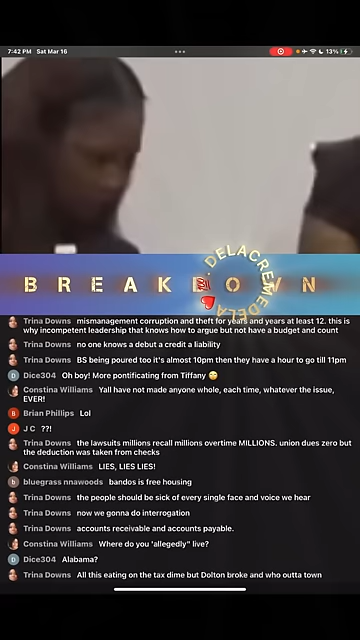 7:42 PM Sat Mar 16
13%
DELACREMEDELA
BREAKDOWN
Trina Downs mismanagement corruption and theft for years and years at least 12. this is
why incompetent leadership that knows how to argue but not have a budget and count
Trina Downs no one knows a debut a credit a liability
Trina Downs BS being poured too it's almost 10pm then they have a hour to go till 11pm
Dice304 Oh boy! More pontificating from Tiffany 🙄
Constina Williams Yall have not made anyone whole, each time, whatever the issue,
EVER!
B Brian Phillips Lol
J J C ??!
Trina Downs the lawsuits millions recall millions overtime MILLIONS. union dues zero but
the deduction was taken from checks
Constina Williams LIES, LIES LIES!
b bluegrass nnawoods bandos is free housing
Trina Downs the people should be sick of every single face and voice we hear
Trina Downs now we gonna do interrogation
Trina Downs accounts receivable and accounts payable.
Constina Williams Where do you 'allegedly" live?
D Dice304 Alabama?
Trina Downs All this eating on the tax dime but Dolton broke and who outta town